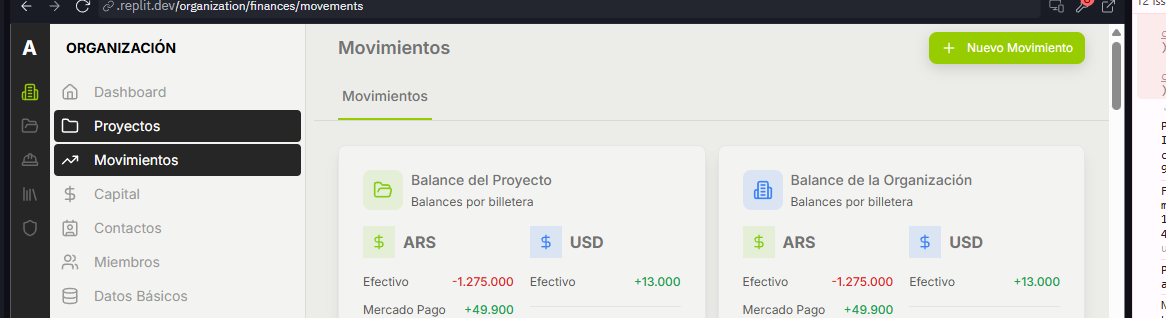 .replit.dev/organization/finances/movements
A
ORGANIZACIÓN
Dashboard
Proyectos
Movimientos
Capital
Contactos
Miembros
Datos Básicos
Movimientos
+ Nuevo Movimiento
Movimientos
Balance del Proyecto
Balances por billetera
$ ARS
$ USD
Efectivo -1.275.000
Efectivo +13.000
Mercado Pago +49.900
Balance de la Organización
Balances por billetera
$ ARS
$ USD
Efectivo -1.275.000
Efectivo +13.000
Mercado Pago +49.900